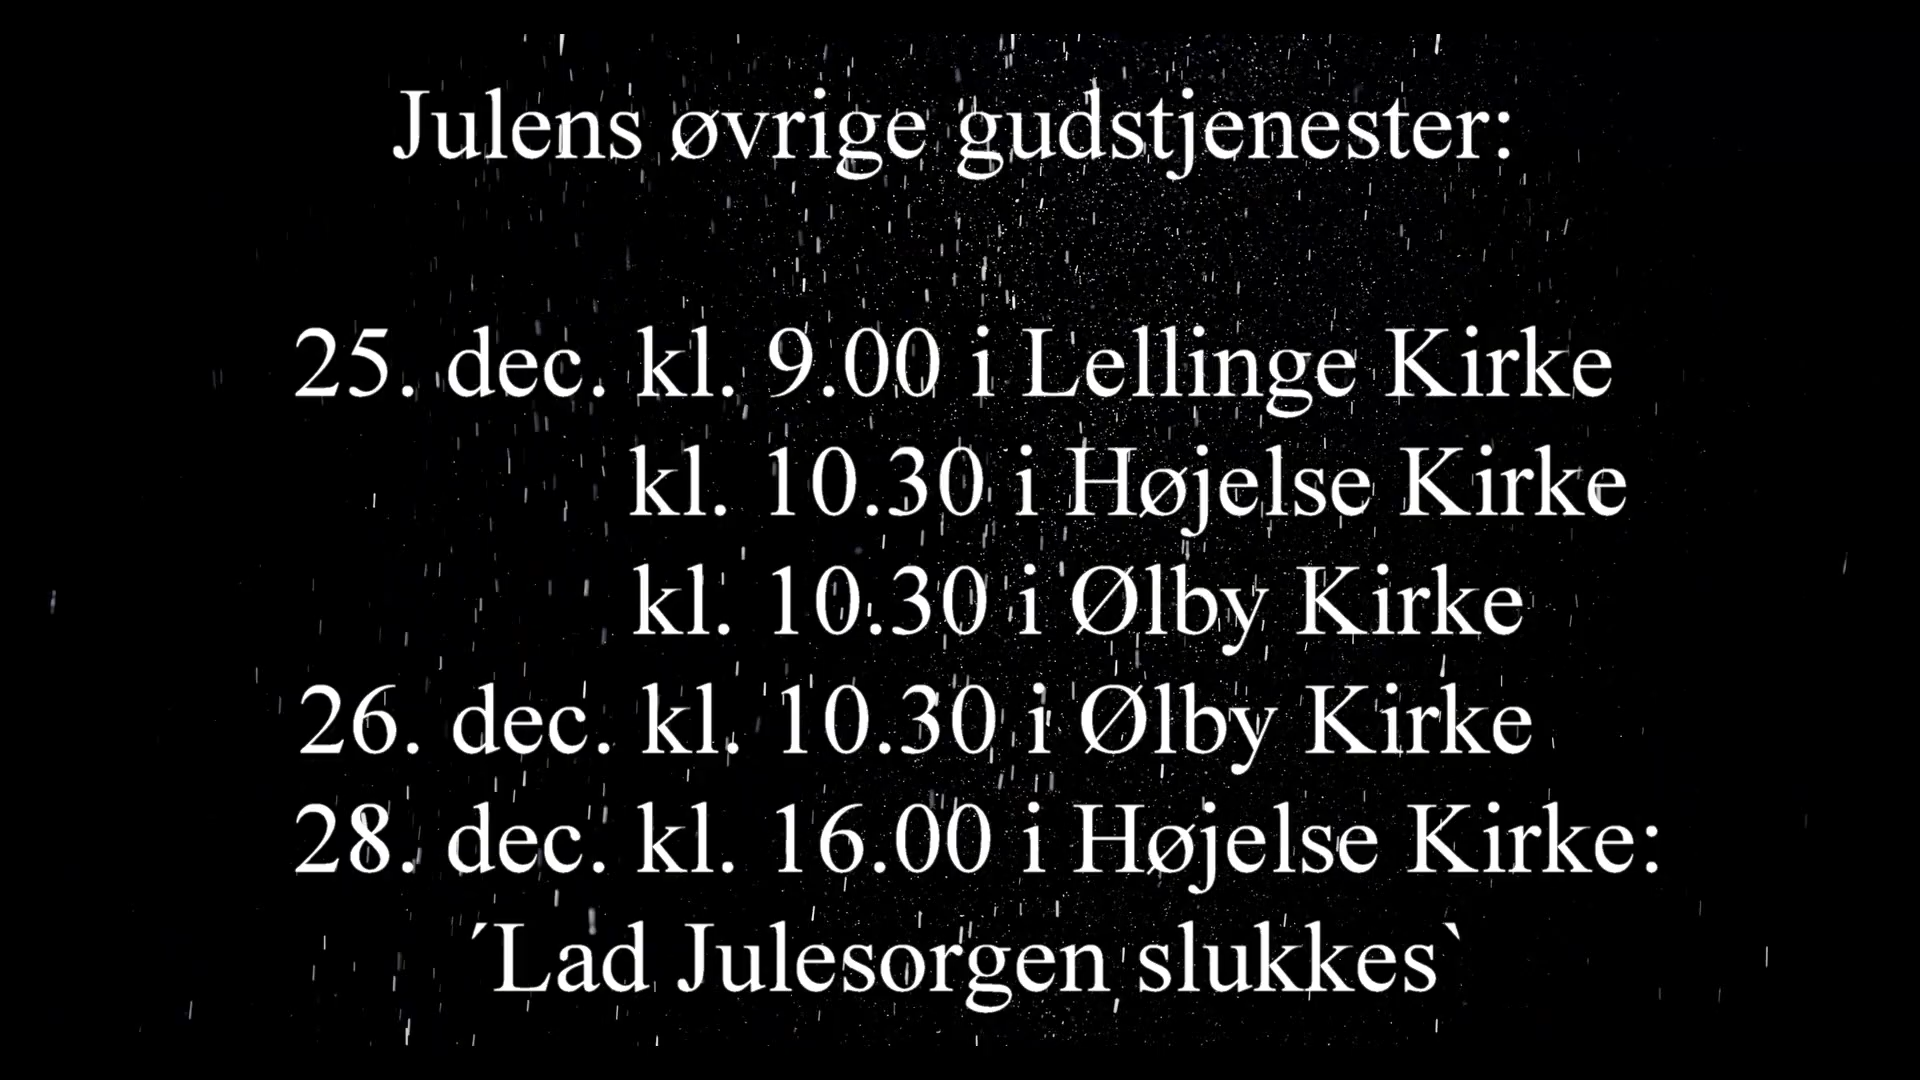 Julens øvrige gudstjenester:
25. dec. kl. 9.00 i Lellinge Kirke
kl. 10.30 i Højelse Kirke
kl. 10.30 i Ølby Kirke
26. dec. kl. 10.30 i Ølby Kirke
28. dec. kl. 16.00 i Højelse Kirke:
´Lad Julesorgen slukkes`